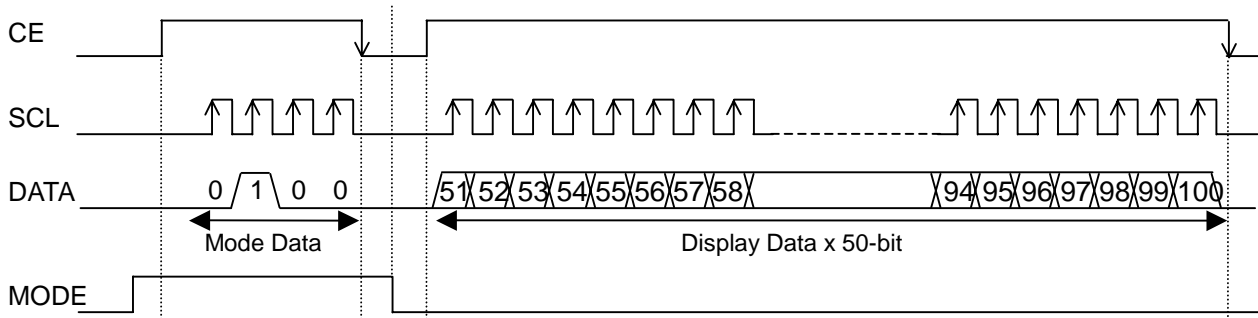 CE
SCL
DATA 0 1 0 0 51 52 53 54 55 56 57 58 94 95 96 97 98 99 100
Mode Data Display Data x 50-bit
MODE